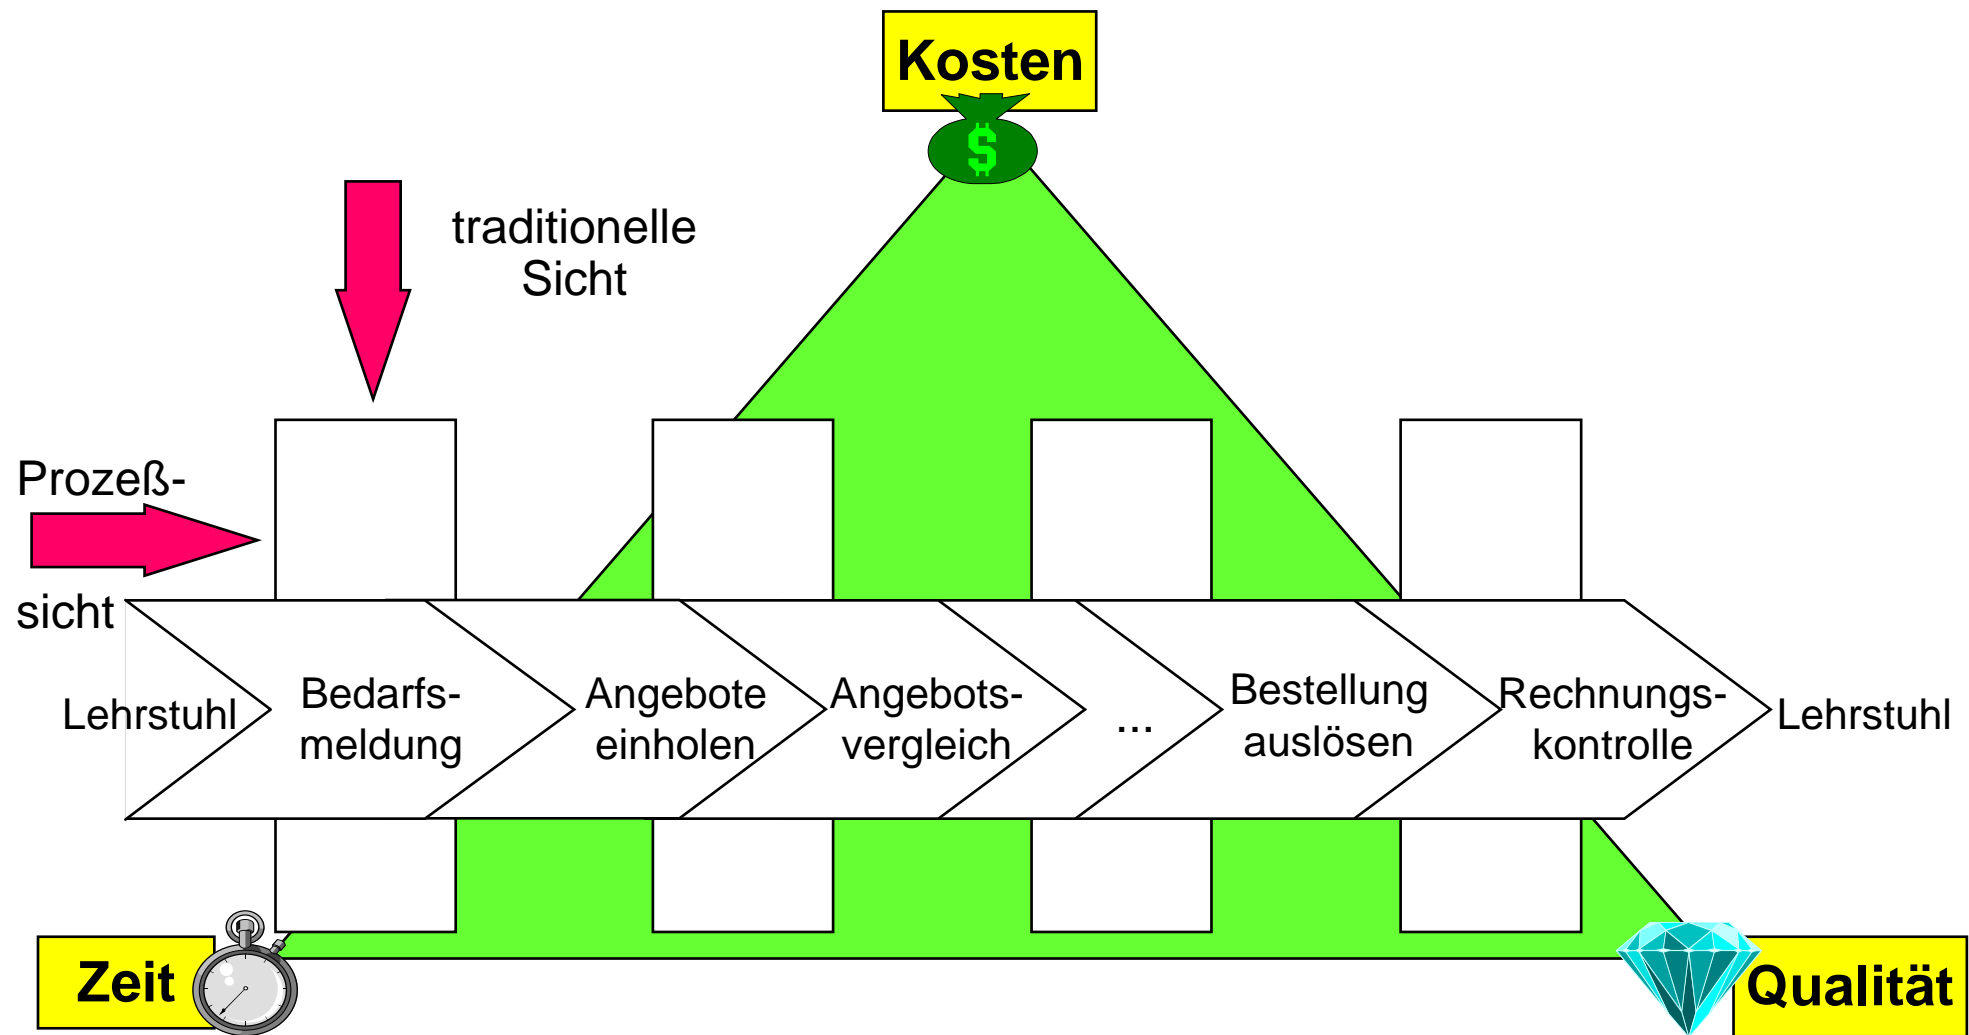 Kosten
$
traditionelle
Sicht
Prozeß-
sicht
Lehrstuhl
Bedarfs-
meldung
Angebote
einholen
Angebots-
vergleich
...
Bestellung
auslösen
Rechnungs-
kontrolle
Lehrstuhl
Zeit
Qualität